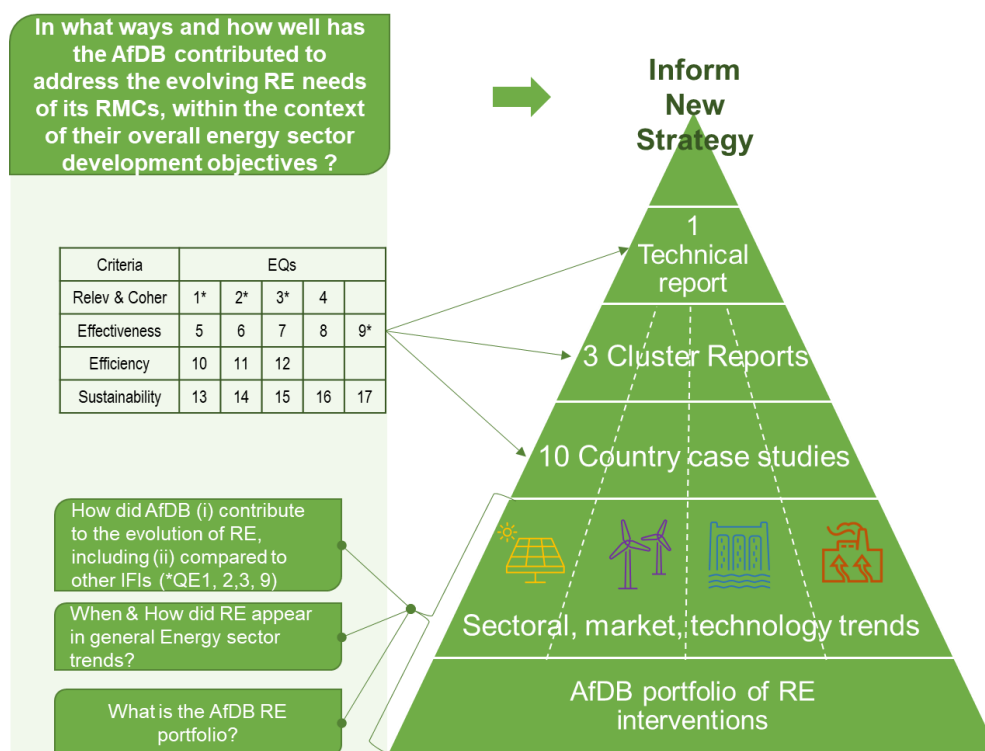 In what ways and how well has
the AfDB contributed to
address the evolving RE needs
of its RMCs, within the context
of their overall energy sector
development objectives ?
Inform
New
Strategy
1
Technical
report
3 Cluster Reports
10 Country case studies
Sectoral, market, technology trends
AfDB portfolio of RE
interventions
Criteria EQs
Relev & Coher 1* 2* 3* 4
Effectiveness 5 6 7 8 9*
Efficiency 10 11 12
Sustainability 13 14 15 16 17
How did AfDB (i) contribute
to the evolution of RE,
including (ii) compared to
other IFIs (*QE1, 2,3, 9)
When & How did RE appear
in general Energy sector
trends?
What is the AfDB RE
portfolio?